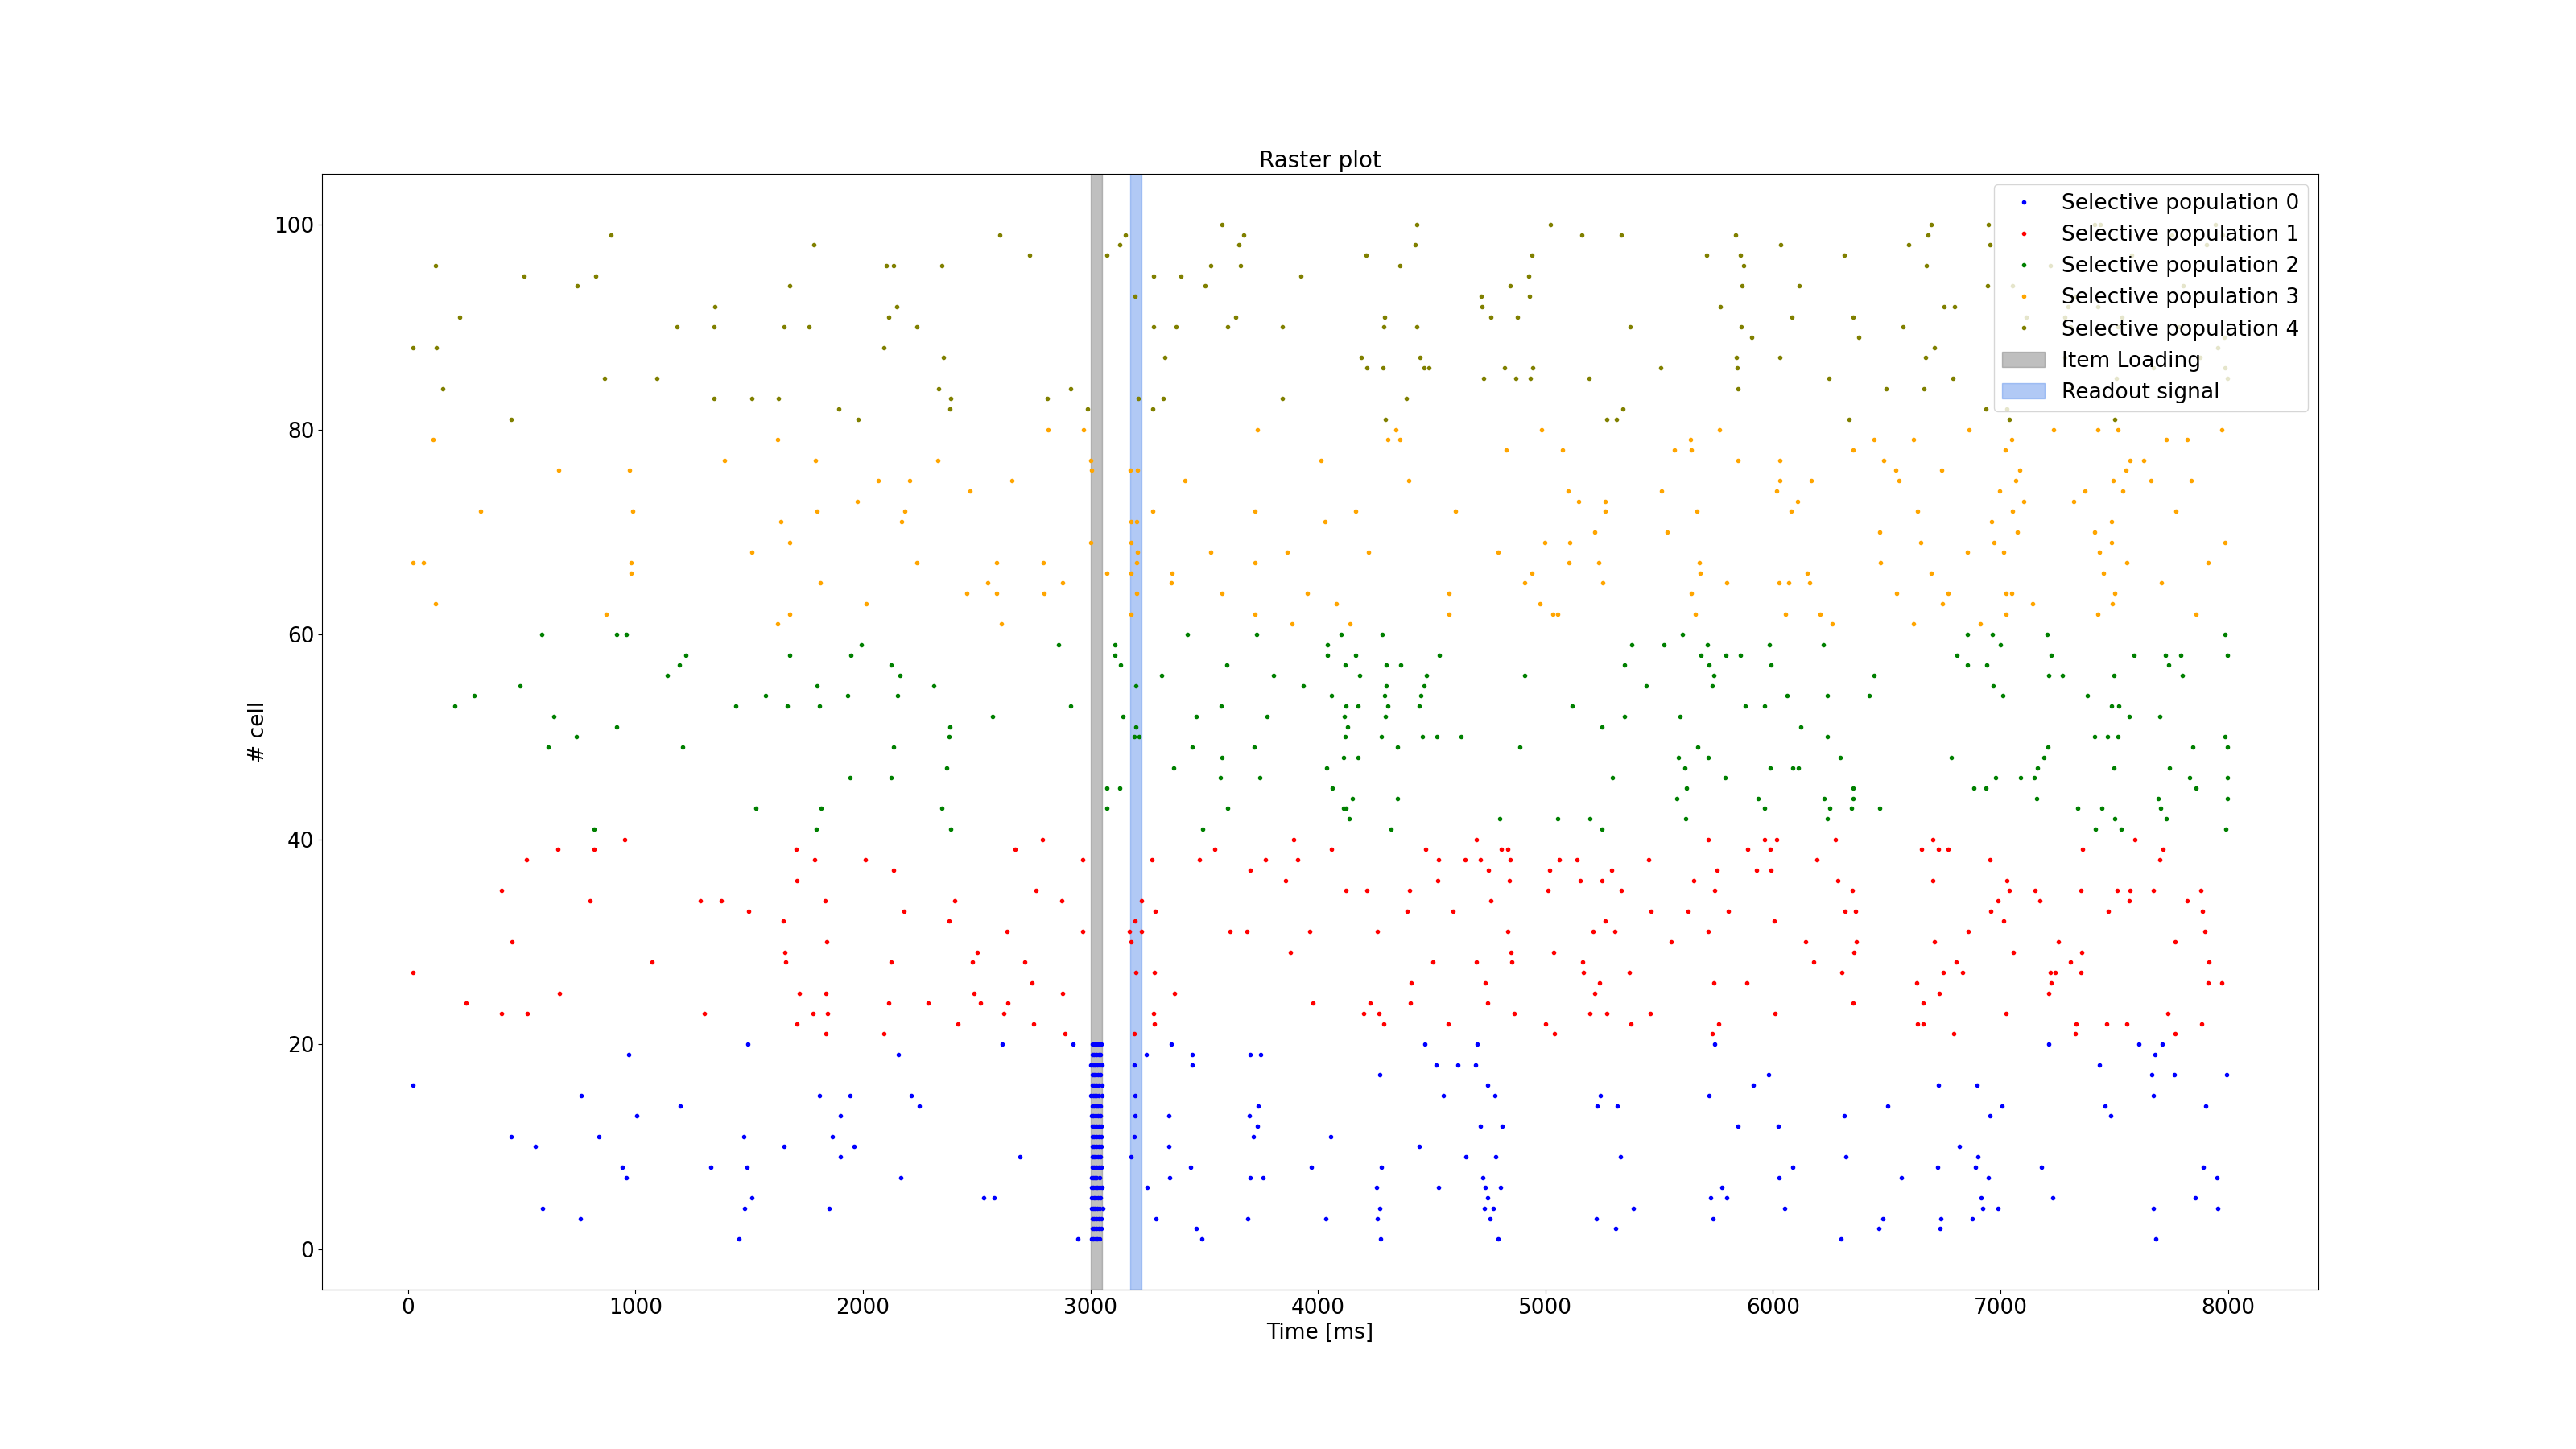 Raster plot
100
80
60
40
20
0
# cell
0 1000 2000 3000 4000 5000 6000 7000 8000
Time [ms]
Selective population 0
Selective population 1
Selective population 2
Selective population 3
Selective population 4
Item Loading
Readout signal